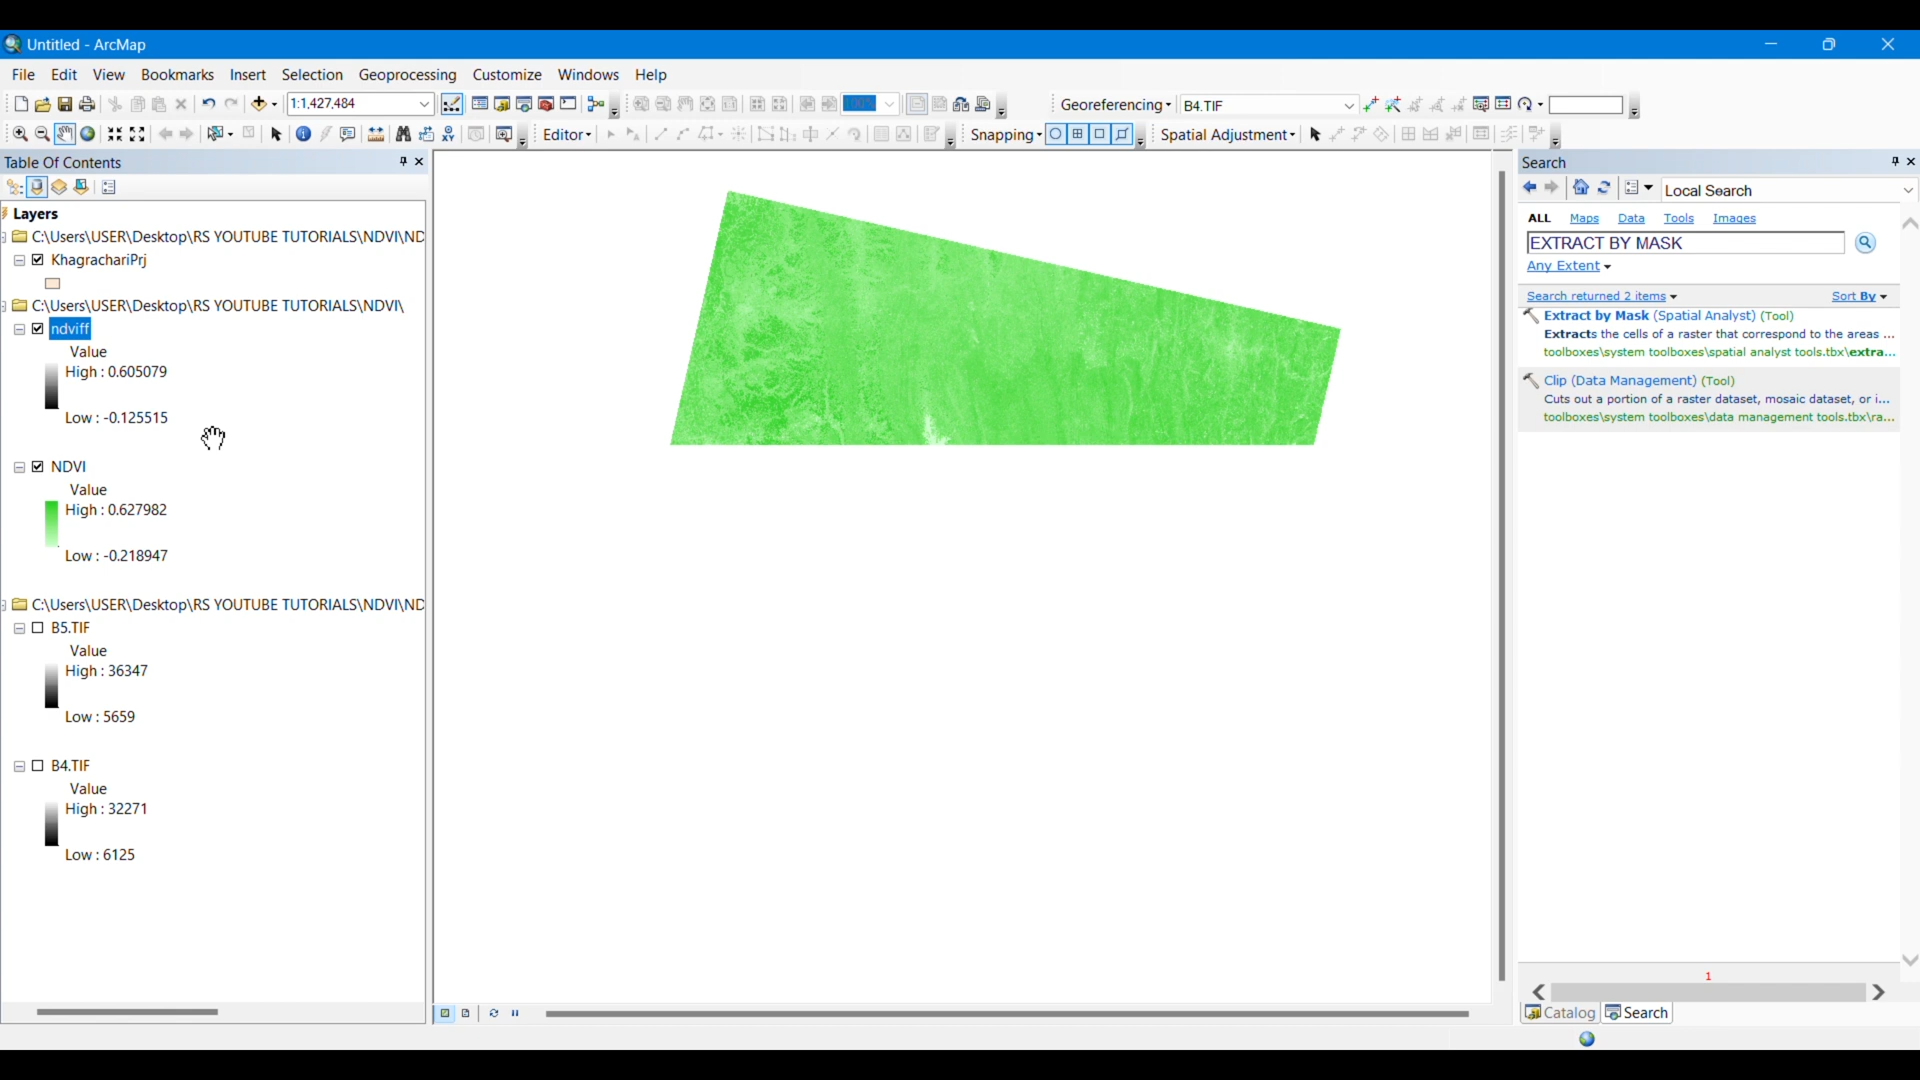 Untitled - ArcMap
File Edit View Bookmarks Insert Selection Geoprocessing Customize Windows Help
1:1,427,484 100% Georeferencing B4.TIF
Editor Snapping Spatial Adjustment
Table Of Contents
Layers
C:\Users\USER\Desktop\RS YOUTUBE TUTORIALS\NDVI\ND
KhagrachariPrj
C:\Users\USER\Desktop\RS YOUTUBE TUTORIALS\NDVI\
ndviff
Value
High : 0.605079
Low : -0.125515
NDVI
Value
High : 0.627982
Low : -0.218947
C:\Users\USER\Desktop\RS YOUTUBE TUTORIALS\NDVI\ND
B5.TIF
Value
High : 36347
Low : 5659
B4.TIF
Value
High : 32271
Low : 6125
Search
Local Search
ALL Maps Data Tools Images
EXTRACT BY MASK
Any Extent
Search returned 2 items Sort By
Extract by Mask (Spatial Analyst) (Tool)
Extracts the cells of a raster that correspond to the areas ...
toolboxes\system toolboxes\spatial analyst tools.tbx\extra...
Clip (Data Management) (Tool)
Cuts out a portion of a raster dataset, mosaic dataset, or i...
toolboxes\system toolboxes\data management tools.tbx\ra...
1
Catalog Search